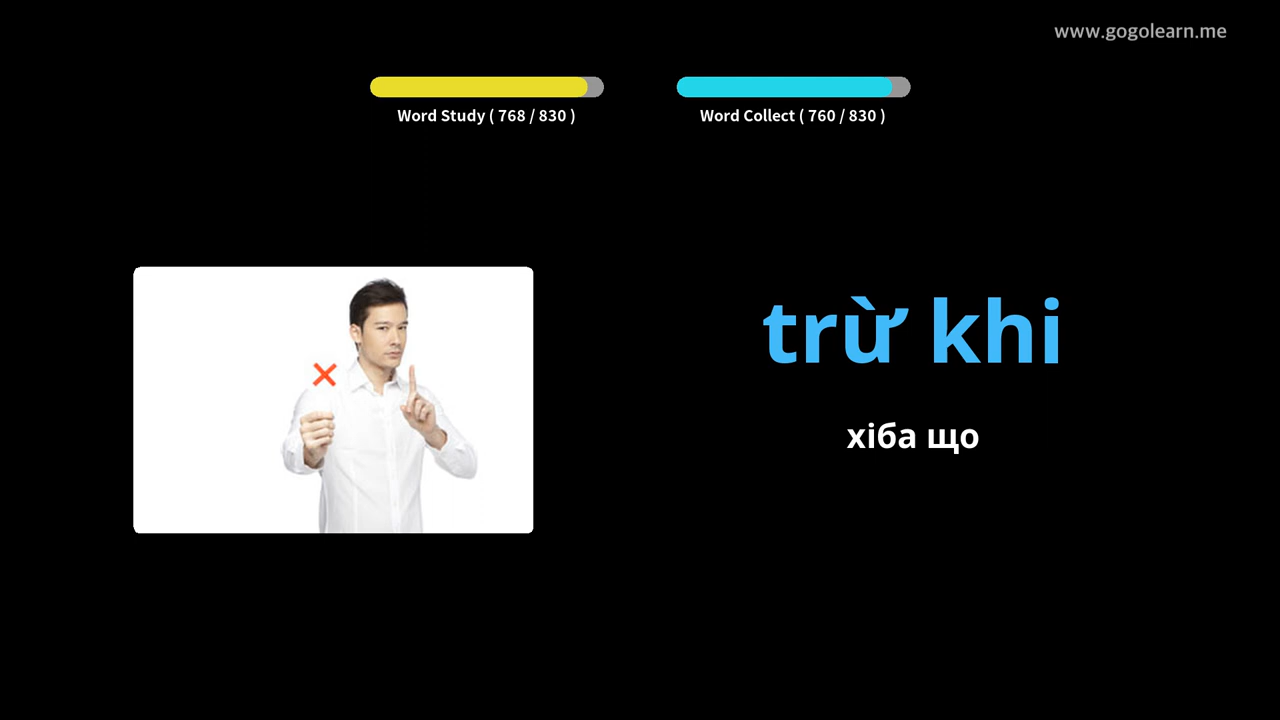 www.gogolearn.me
Word Study ( 768 / 830 )
Word Collect ( 760 / 830 )
trừ khi
хіба що